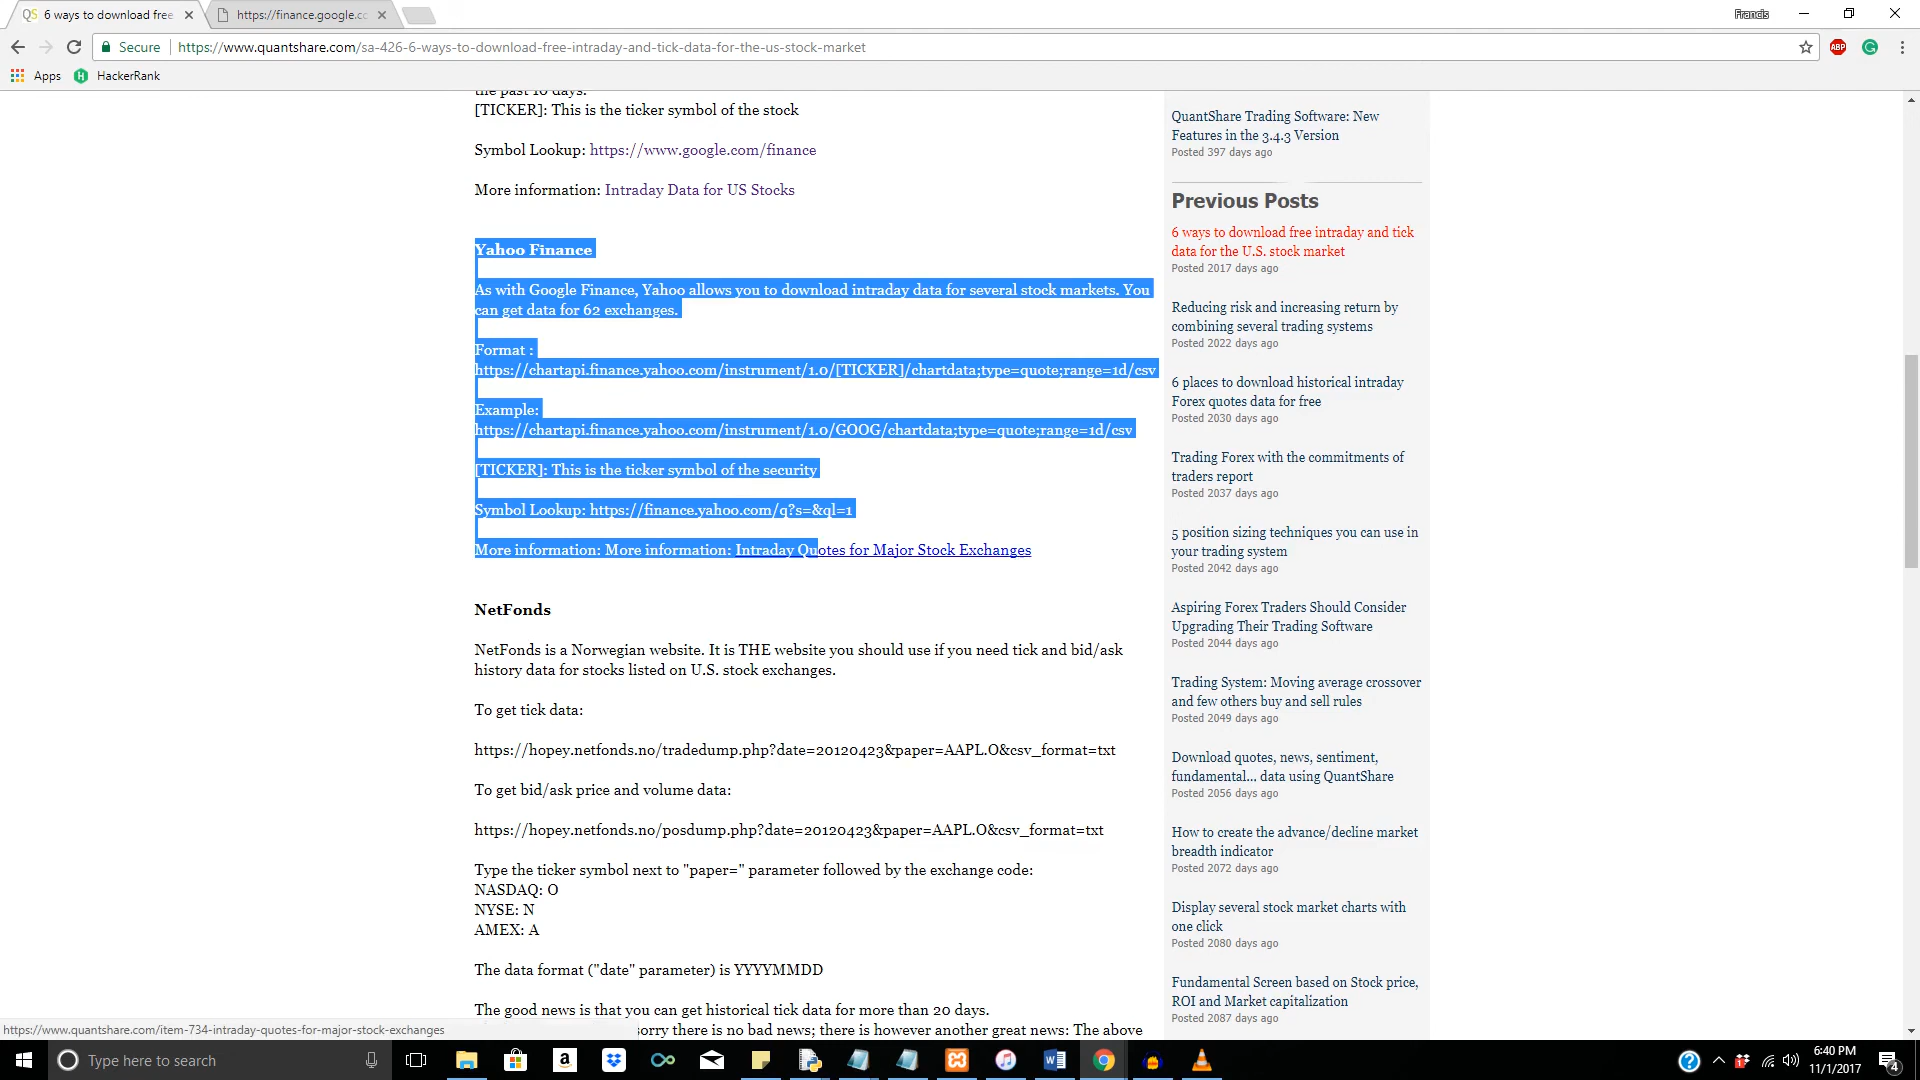 6 ways to download free
https://finance.google.cc
Francis
Secure
https://www.quantshare.com/sa-426-6-ways-to-download-free-intraday-and-tick-data-for-the-us-stock-market
ABP
Apps
HackerRank
the past 10 days.
[TICKER]: This is the ticker symbol of the stock
Symbol Lookup: https://www.google.com/finance
More information: Intraday Data for US Stocks
Yahoo Finance
As with Google Finance, Yahoo allows you to download intraday data for several stock markets. You
can get data for 62 exchanges.
Format :
https://chartapi.finance.yahoo.com/instrument/1.0/[TICKER]/chartdata;type=quote;range=1d/csv
Example:
https://chartapi.finance.yahoo.com/instrument/1.0/GOOG/chartdata;type=quote;range=1d/csv
[TICKER]: This is the ticker symbol of the security
Symbol Lookup: https://finance.yahoo.com/q?s=&ql=1
More information: More information: Intraday Quotes for Major Stock Exchanges
NetFonds
NetFonds is a Norwegian website. It is THE website you should use if you need tick and bid/ask
history data for stocks listed on U.S. stock exchanges.
To get tick data:
https://hopey.netfonds.no/tradedump.php?date=20120423&paper=AAPL.O&csv_format=txt
To get bid/ask price and volume data:
https://hopey.netfonds.no/posdump.php?date=20120423&paper=AAPL.O&csv_format=txt
Type the ticker symbol next to "paper=" parameter followed by the exchange code:
NASDAQ: O
NYSE: N
AMEX: A
The data format ("date" parameter) is YYYYMMDD
The good news is that you can get historical tick data for more than 20 days.
sorry there is no bad news; there is however another great news: The above
QuantShare Trading Software: New
Features in the 3.4.3 Version
Posted 397 days ago
Previous Posts
6 ways to download free intraday and tick
data for the U.S. stock market
Posted 2017 days ago
Reducing risk and increasing return by
combining several trading systems
Posted 2022 days ago
6 places to download historical intraday
Forex quotes data for free
Posted 2030 days ago
Trading Forex with the commitments of
traders report
Posted 2037 days ago
5 position sizing techniques you can use in
your trading system
Posted 2042 days ago
Aspiring Forex Traders Should Consider
Upgrading Their Trading Software
Posted 2044 days ago
Trading System: Moving average crossover
and few others buy and sell rules
Posted 2049 days ago
Download quotes, news, sentiment,
fundamental... data using QuantShare
Posted 2056 days ago
How to create the advance/decline market
breadth indicator
Posted 2072 days ago
Display several stock market charts with
one click
Posted 2080 days ago
Fundamental Screen based on Stock price,
ROI and Market capitalization
Posted 2087 days ago
https://www.quantshare.com/item-734-intraday-quotes-for-major-stock-exchanges
Type here to search
6:40 PM
11/1/2017
4